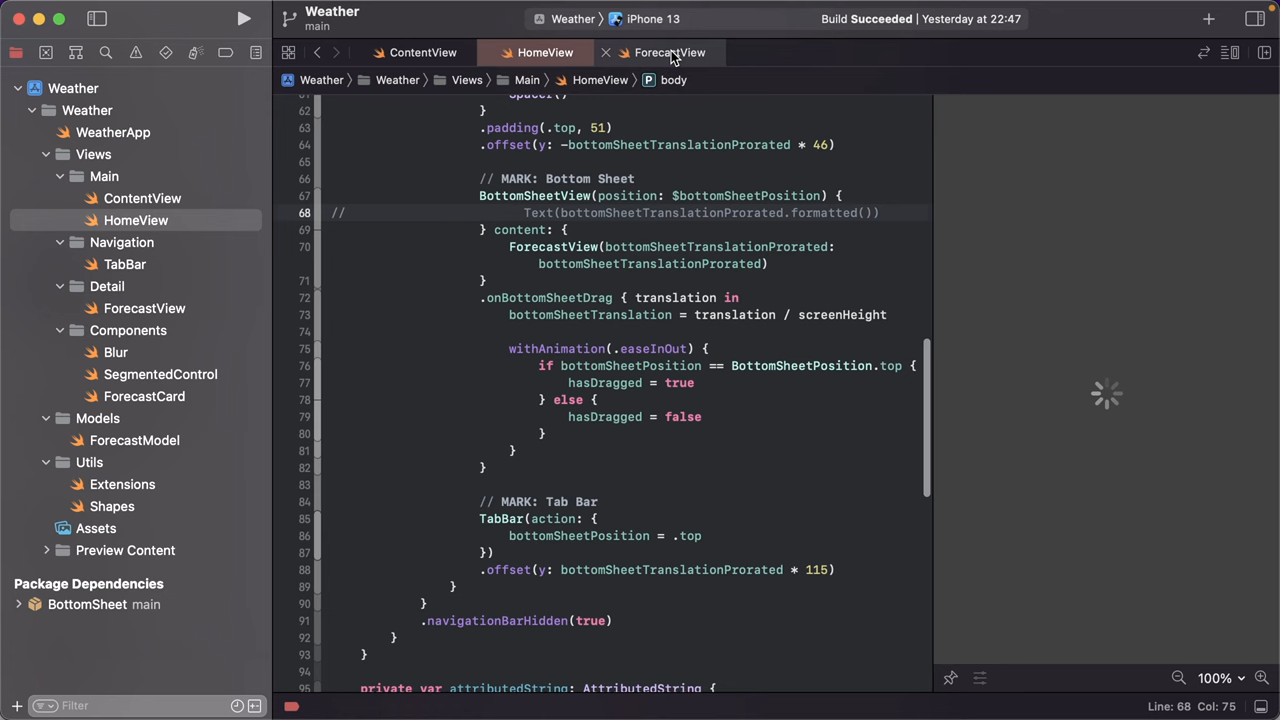 Weather
main
Weather
iPhone 13
Build Succeeded | Yesterday at 22:47
ContentView
HomeView
ForecastView
Weather
Weather
Views
Main
HomeView
P body
Weather
Weather
WeatherApp
Views
Main
ContentView
HomeView
Navigation
TabBar
Detail
ForecastView
Components
Blur
SegmentedControl
ForecastCard
Models
ForecastModel
Utils
Extensions
Shapes
Assets
Preview Content
Package Dependencies
BottomSheet main
Filter
61 Spacer()
62 }
63 .padding(.top, 51)
64 .offset(y: -bottomSheetTranslationProrated * 46)
65
66 // MARK: Bottom Sheet
67 BottomSheetView(position: $bottomSheetPosition) {
68 // Text(bottomSheetTranslationProrated.formatted())
69 } content: {
70 ForecastView(bottomSheetTranslationProrated:
bottomSheetTranslationProrated)
71 }
72 .onBottomSheetDrag { translation in
73 bottomSheetTranslation = translation / screenHeight
74
75 withAnimation(.easeInOut) {
76 if bottomSheetPosition == BottomSheetPosition.top {
77 hasDragged = true
78 } else {
79 hasDragged = false
80 }
81 }
82 }
83
84 // MARK: Tab Bar
85 TabBar(action: {
86 bottomSheetPosition = .top
87 })
88 .offset(y: bottomSheetTranslationProrated * 115)
89 }
90 }
91 .navigationBarHidden(true)
92 }
93 }
94
95 private var attributedString: AttributedString {
100%
Line: 68 Col: 75